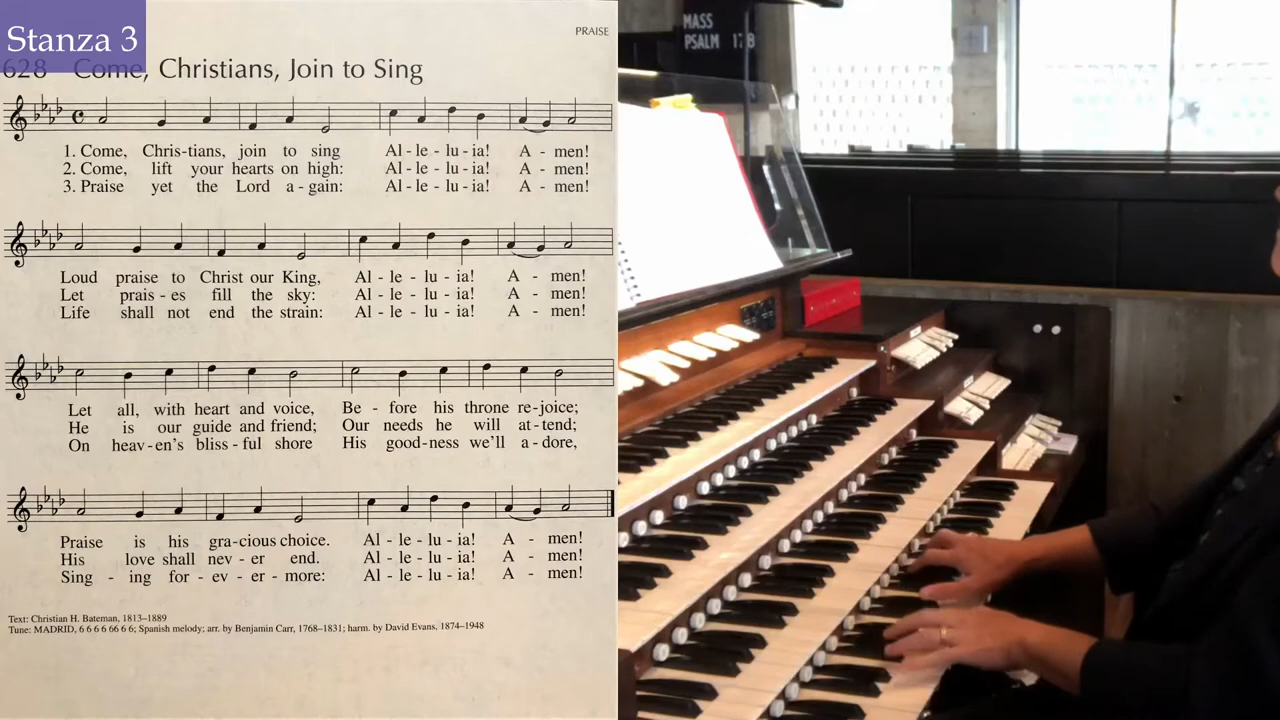 Stanza 3
PRAISE
628 Come, Christians, Join to Sing
1. Come, Chris-tians, join to sing Al - le - lu - ia! A - men!
2. Come, lift your hearts on high: Al - le - lu - ia! A - men!
3. Praise yet the Lord a - gain: Al - le - lu - ia! A - men!
Loud praise to Christ our King, Al - le - lu - ia! A - men!
Let prais - es fill the sky: Al - le - lu - ia! A - men!
Life shall not end the strain: Al - le - lu - ia! A - men!
Let all, with heart and voice, Be - fore his throne re - joice;
He is our guide and friend; Our needs he will at - tend;
On heav - en's bliss - ful shore His good - ness we'll a - dore,
Praise is his gra - cious choice. Al - le - lu - ia! A - men!
His love shall nev - er end. Al - le - lu - ia! A - men!
Sing - ing for - ev - er - more: Al - le - lu - ia! A - men!
Text: Christian H. Bateman, 1813–1889
Tune: MADRID, 6 6 6 6 66 6 6; Spanish melody; arr. by Benjamin Carr, 1768–1831; harm. by David Evans, 1874–1948
MASS
PSALM 178